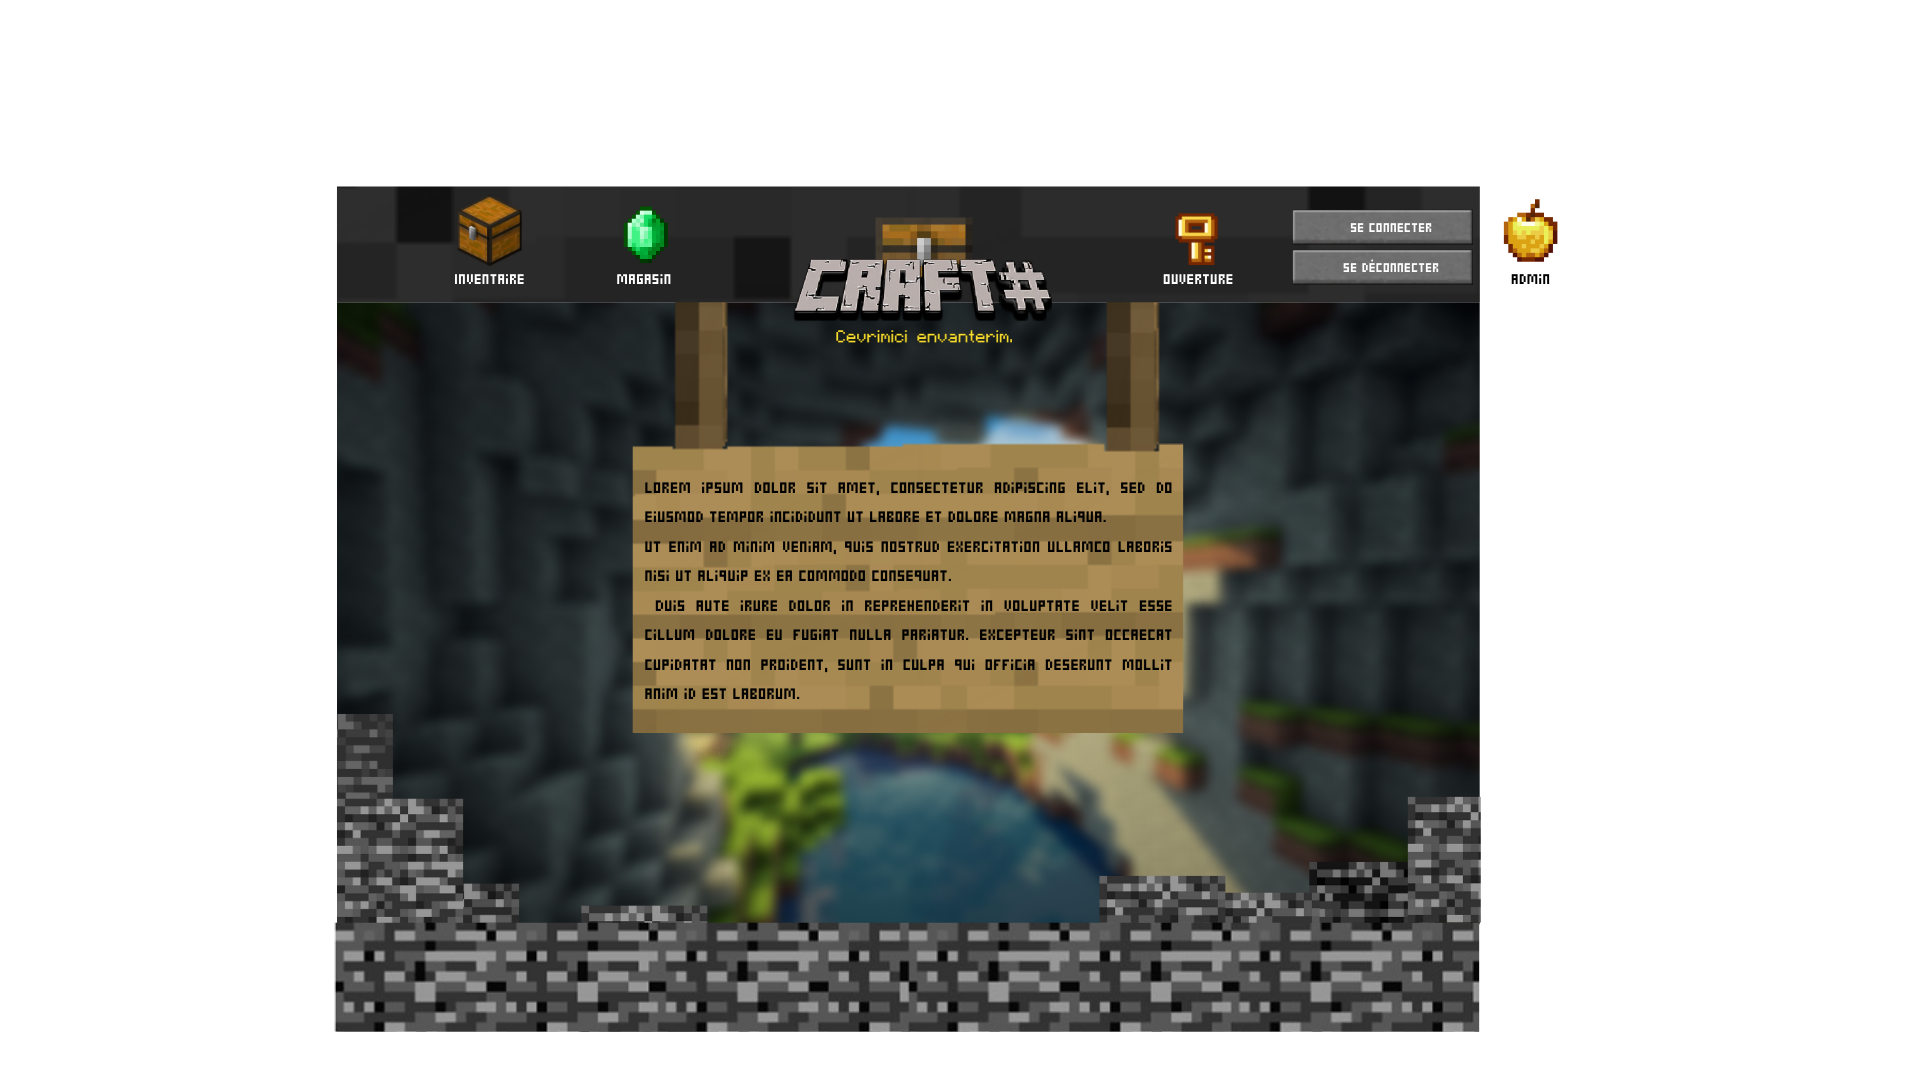 INVENTAIRE
MAGASIN
CRAFT#
OUVERTURE
SE CONNECTER
SE DÉCONNECTER
ADMIN
Cevrimici envanterim.
LOREM IPSUM DOLOR SIT AMET, CONSECTETUR ADIPISCING ELIT, SED DO
EIUSMOD TEMPOR INCIDIDUNT UT LABORE ET DOLORE MAGNA ALIQUA.
UT ENIM AD MINIM VENIAM, QUIS NOSTRUD EXERCITATION ULLAMCO LABORIS
NISI UT ALIQUIP EX EA COMMODO CONSEQUAT.
DUIS AUTE IRURE DOLOR IN REPREHENDERIT IN VOLUPTATE VELIT ESSE
CILLUM DOLORE EU FUGIAT NULLA PARIATUR. EXCEPTEUR SINT OCCAECAT
CUPIDATAT NON PROIDENT, SUNT IN CULPA QUI OFFICIA DESERUNT MOLLIT
ANIM ID EST LABORUM.